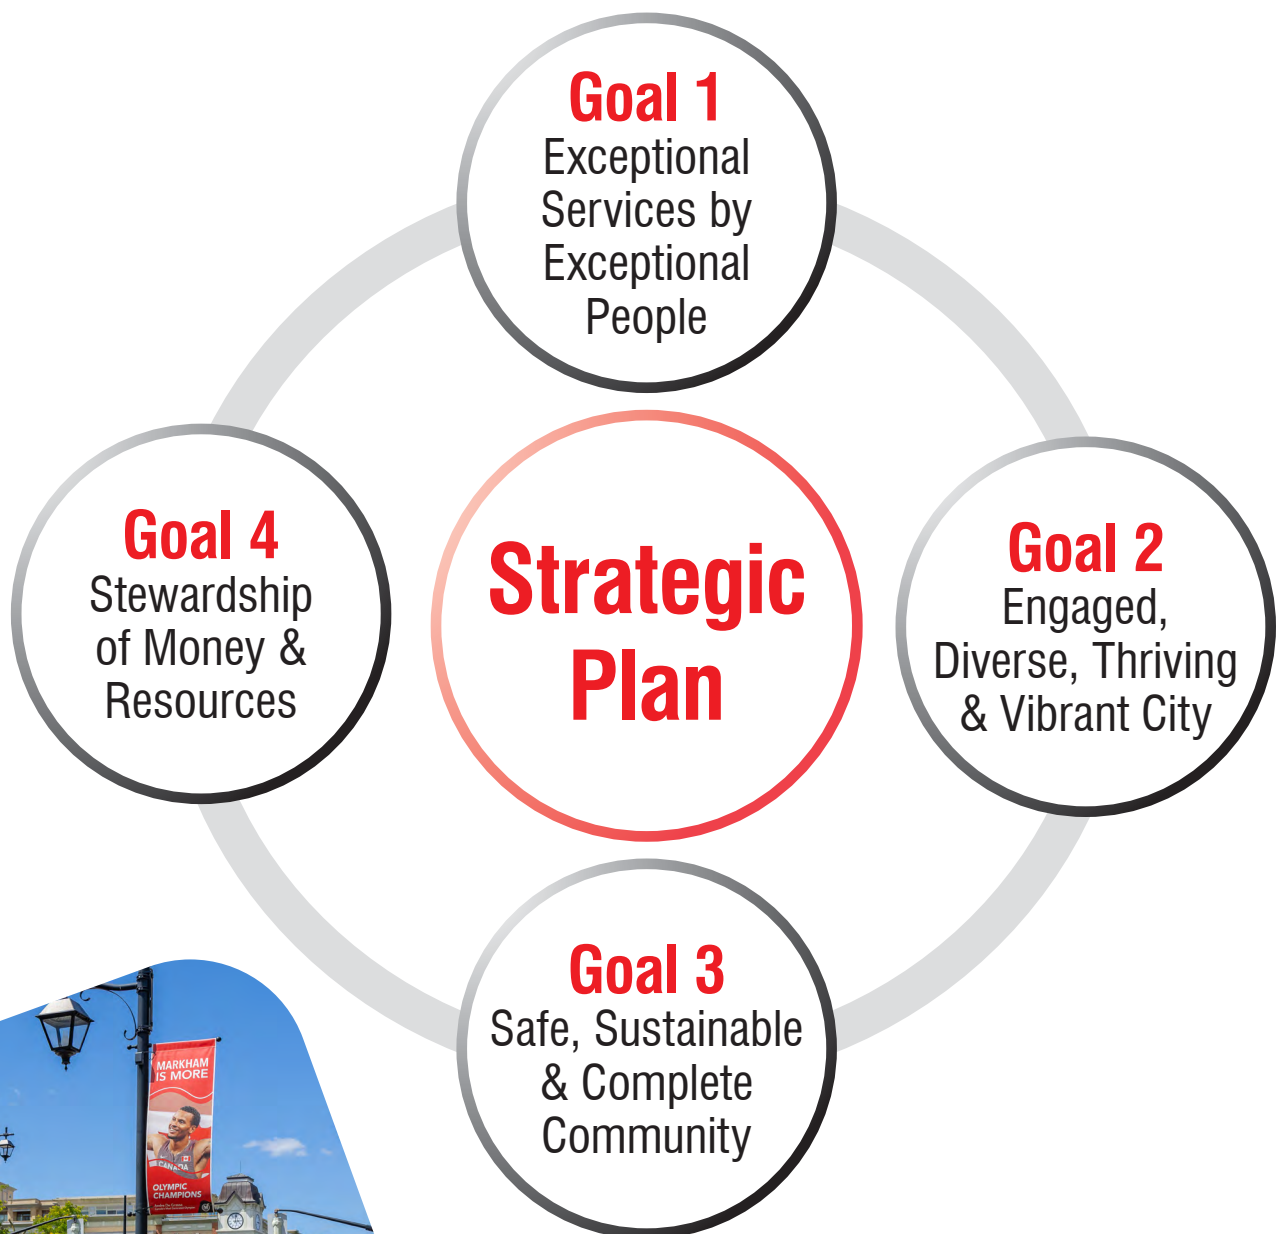 Goal 1
Exceptional
Services by
Exceptional
People
Strategic
Plan
Goal 2
Engaged,
Diverse, Thriving
& Vibrant City
Goal 3
Safe, Sustainable
& Complete
Community
Goal 4
Stewardship
of Money &
Resources
MARKHAM
IS MORE
CANADA
OLYMPIC
CHAMPIONS